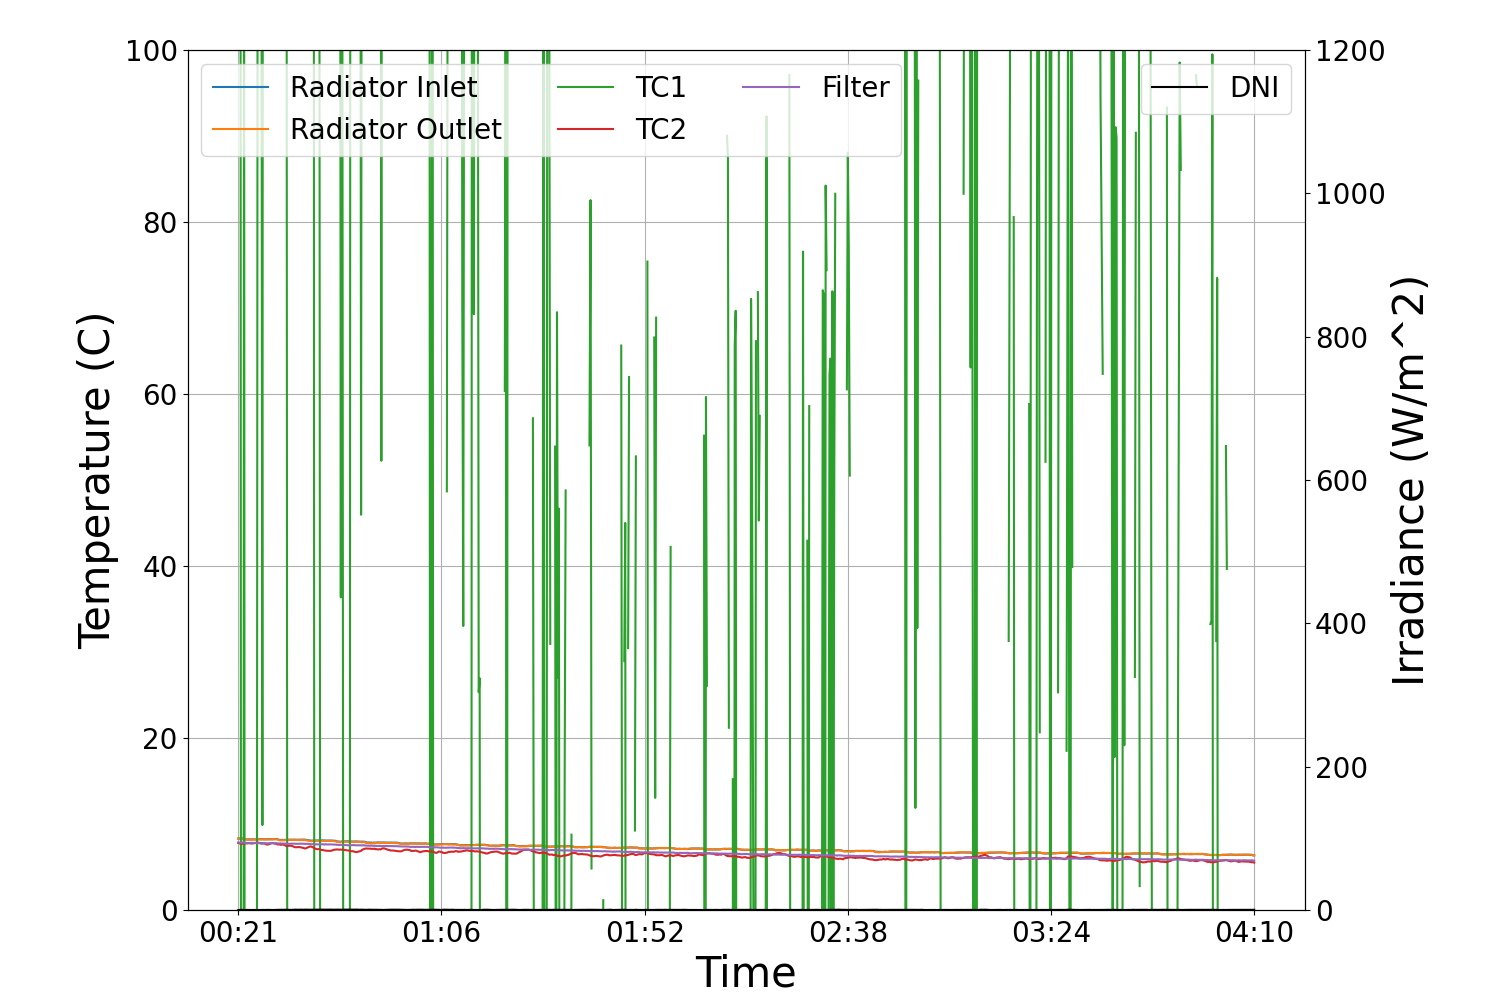 100
80
60
40
20
0
Temperature (C)
Radiator Inlet
Radiator Outlet
TC1
TC2
Filter
DNI
1200
1000
800
600
400
200
0
Irradiance (W/m^2)
00:21 01:06 01:52 02:38 03:24 04:10
Time